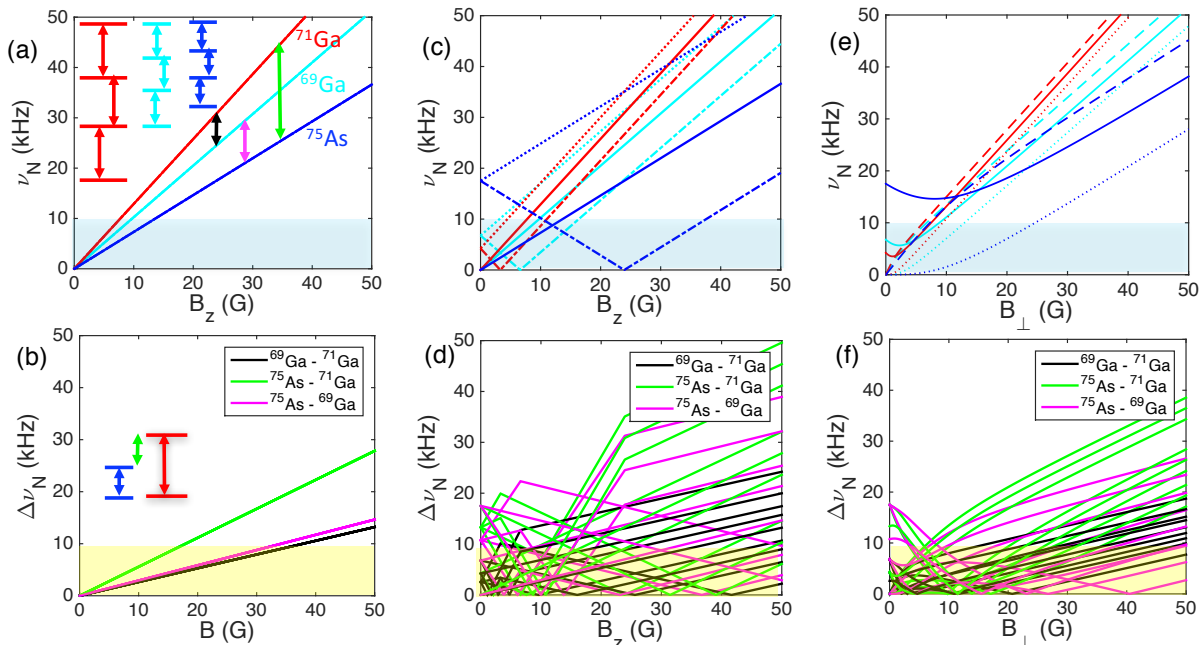 (a)
ν_N (kHz)
50
40
30
20
10
0
⁷¹Ga
⁶⁹Ga
⁷⁵As
0 10 20 30 40 50
B_z (G)
(c)
ν_N (kHz)
50
40
30
20
10
0
0 10 20 30 40 50
B_z (G)
(e)
ν_N (kHz)
50
40
30
20
10
0
0 10 20 30 40 50
B_⊥ (G)
(b)
Δν_N (kHz)
50
40
30
20
10
0
⁶⁹Ga - ⁷¹Ga
⁷⁵As - ⁷¹Ga
⁷⁵As - ⁶⁹Ga
0 10 20 30 40 50
B (G)
(d)
Δν_N (kHz)
50
40
30
20
10
0
⁶⁹Ga - ⁷¹Ga
⁷⁵As - ⁷¹Ga
⁷⁵As - ⁶⁹Ga
0 10 20 30 40 50
B_z (G)
(f)
Δν_N (kHz)
50
40
30
20
10
0
⁶⁹Ga - ⁷¹Ga
⁷⁵As - ⁷¹Ga
⁷⁵As - ⁶⁹Ga
0 10 20 30 40 50
B_⊥ (G)